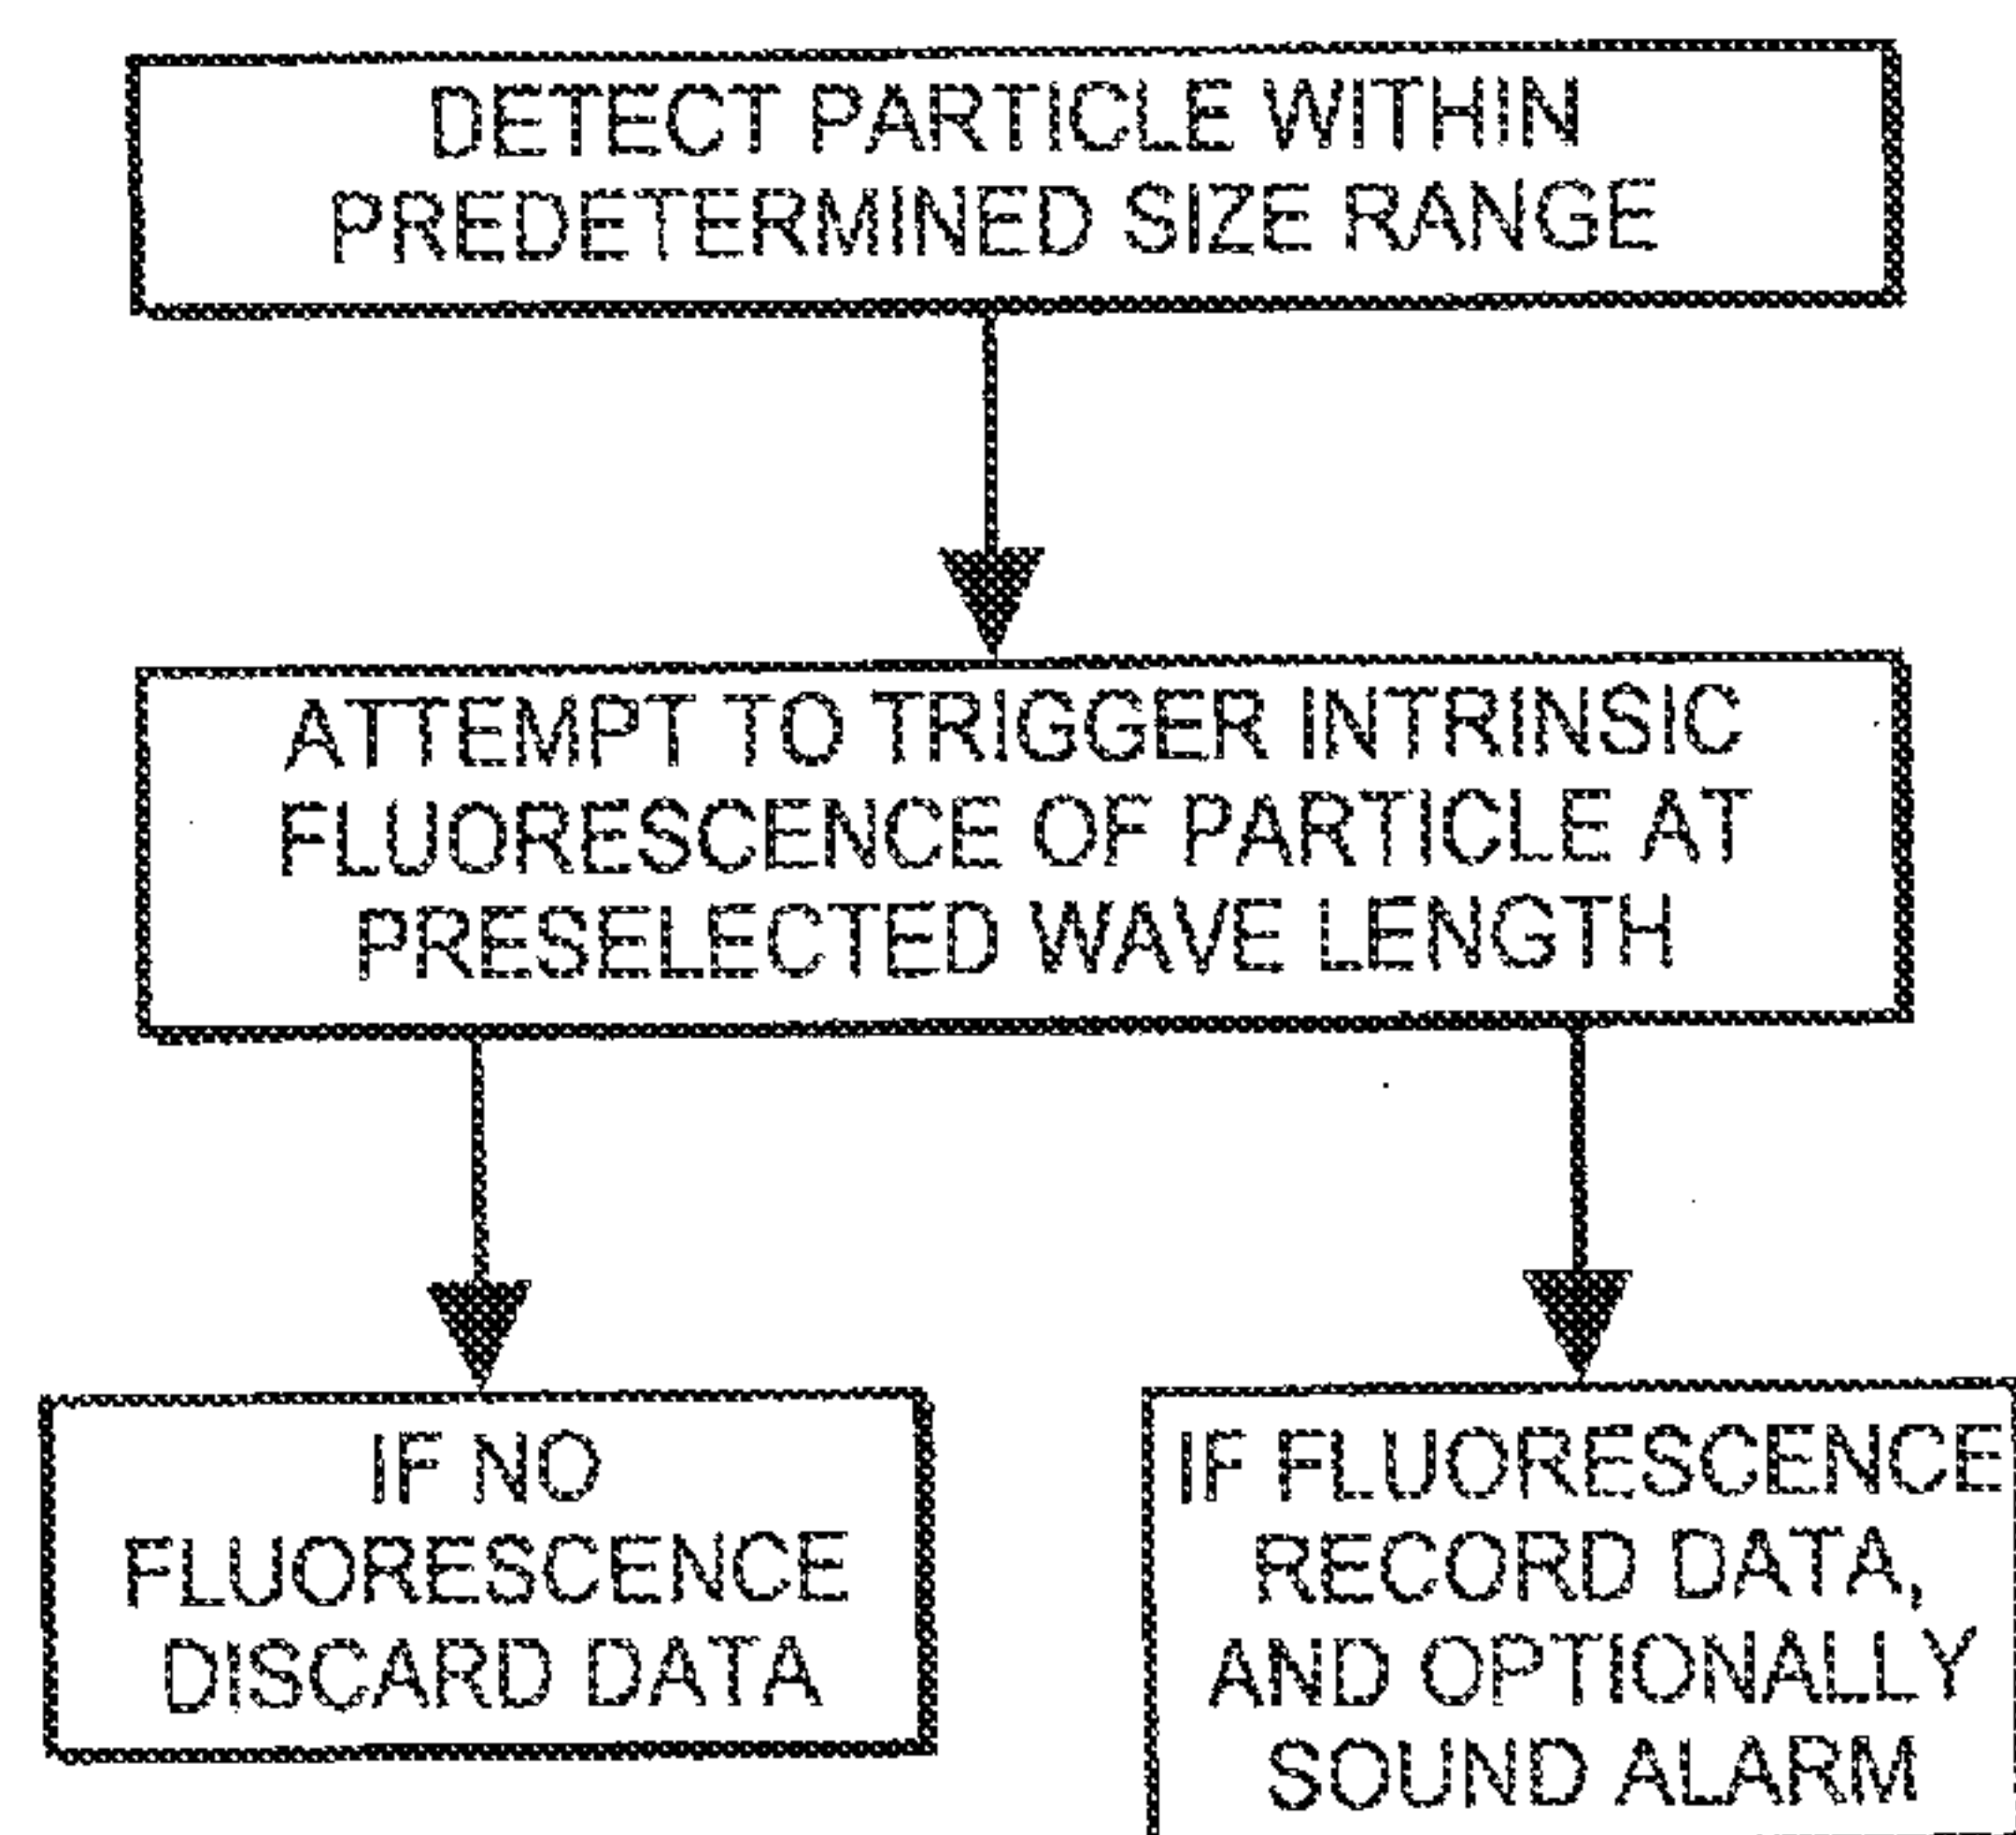 DETECT PARTICLE WITHIN
PREDETERMINED SIZE RANGE
ATTEMPT TO TRIGGER INTRINSIC
FLUORESCENCE OF PARTICLE AT
PRESELECTED WAVE LENGTH
IF NO
FLUORESCENCE
DISCARD DATA
IF FLUORESCENCE
RECORD DATA,
AND OPTIONALLY
SOUND ALARM